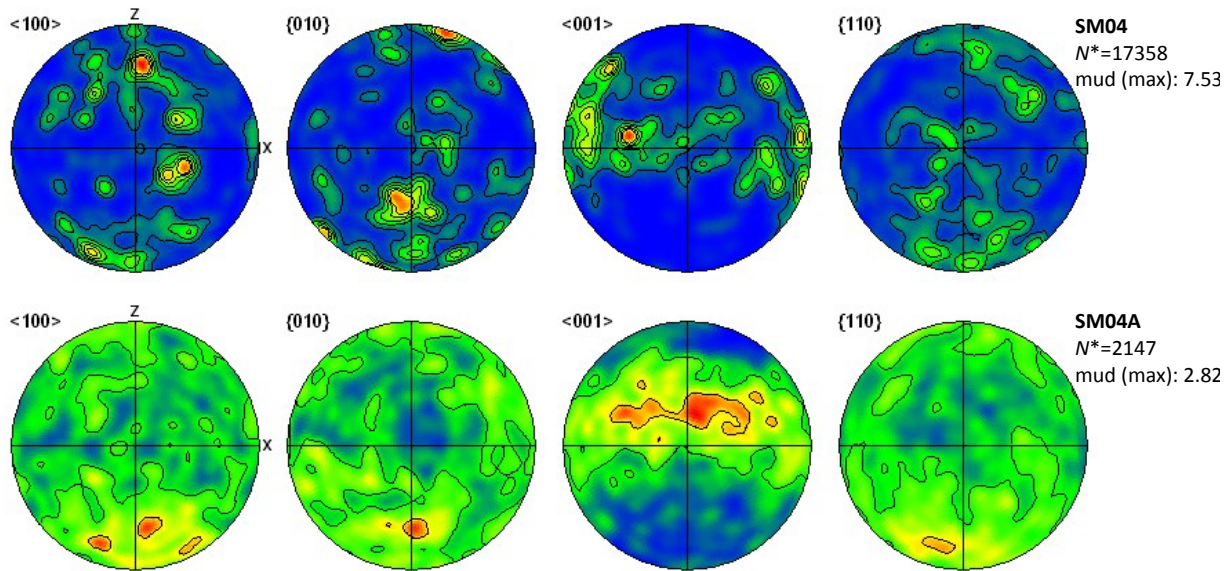 <100> Z {010} <001> {110} SM04
N*=17358
mud (max): 7.53
X
<100> Z {010} <001> {110} SM04A
N*=2147
mud (max): 2.82
X